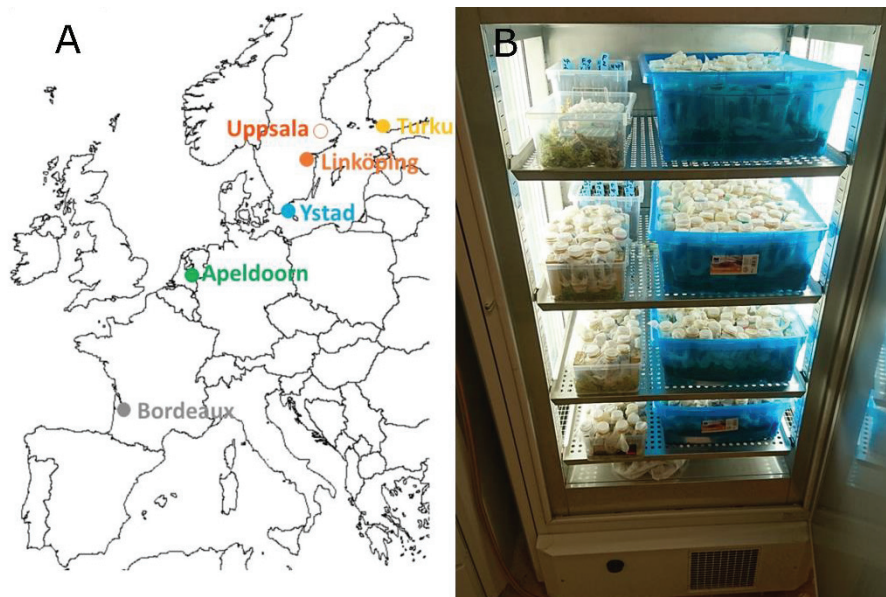 A
Uppsala
Turku
Linköping
Ystad
Apeldoorn
Bordeaux
B